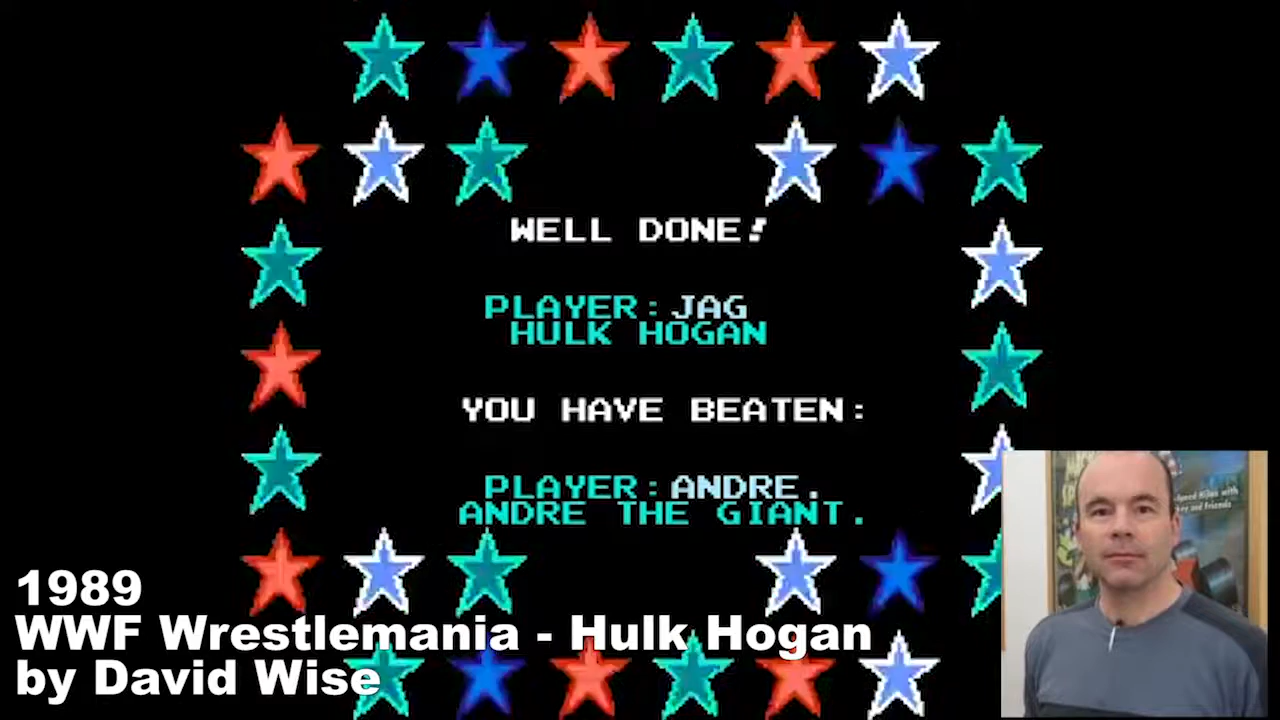 WELL DONE!
PLAYER:JAG
HULK HOGAN
YOU HAVE BEATEN:
PLAYER:ANDRE.
ANDRE THE GIANT.
1989
WWF Wrestlemania - Hulk Hogan
by David Wise